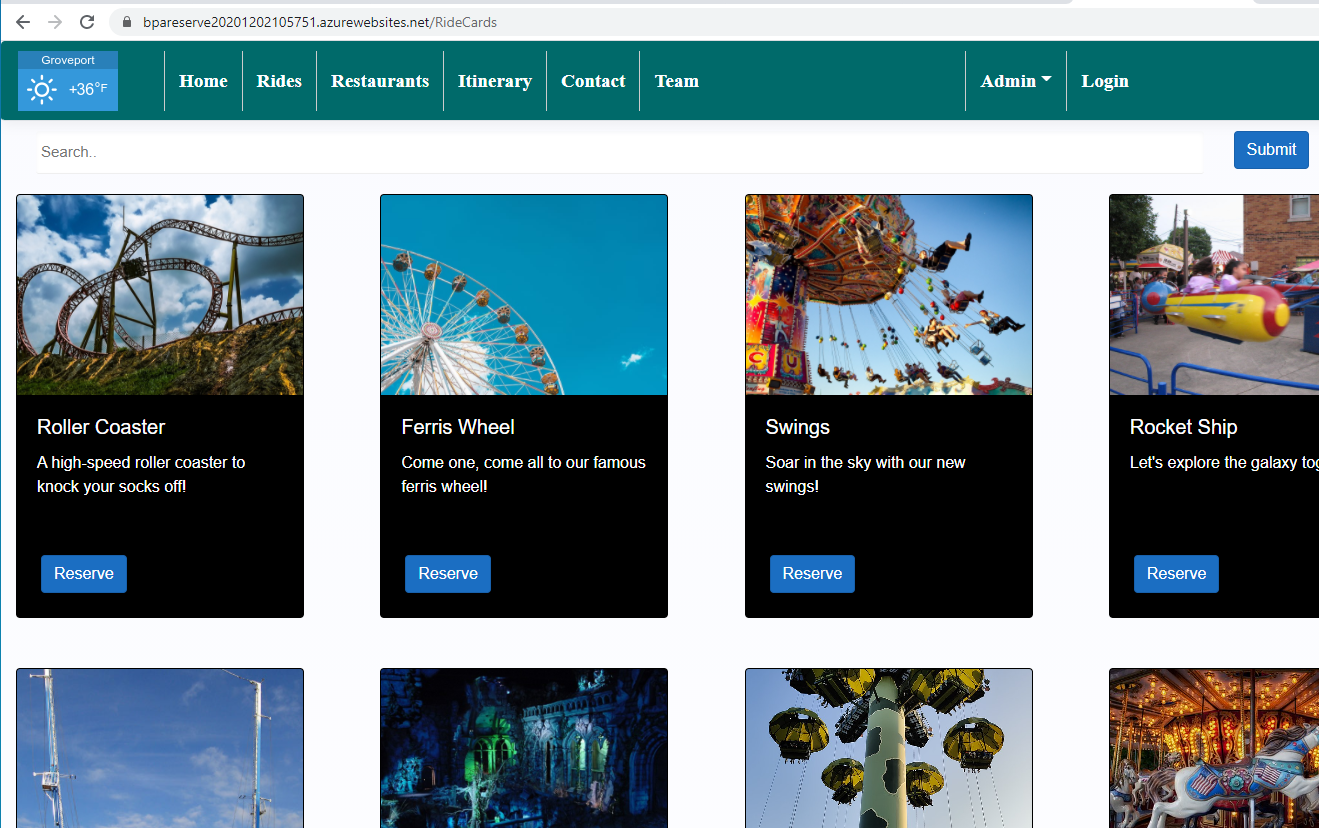 bpareserve20201202105751.azurewebsites.net/RideCards
Groveport
+36°F
Home
Rides
Restaurants
Itinerary
Contact
Team
Admin
Login
Search..
Submit
Roller Coaster
A high-speed roller coaster to
knock your socks off!
Reserve
Ferris Wheel
Come one, come all to our famous
ferris wheel!
Reserve
Swings
Soar in the sky with our new
swings!
Reserve
Rocket Ship
Let's explore the galaxy
Reserve